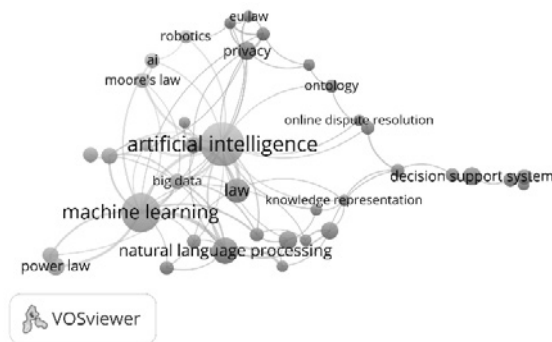 eu law
robotics
privacy
ai
moore's law
ontology
online dispute resolution
artificial intelligence
big data
law
decision support system
knowledge representation
machine learning
natural language processing
power law
VOSviewer